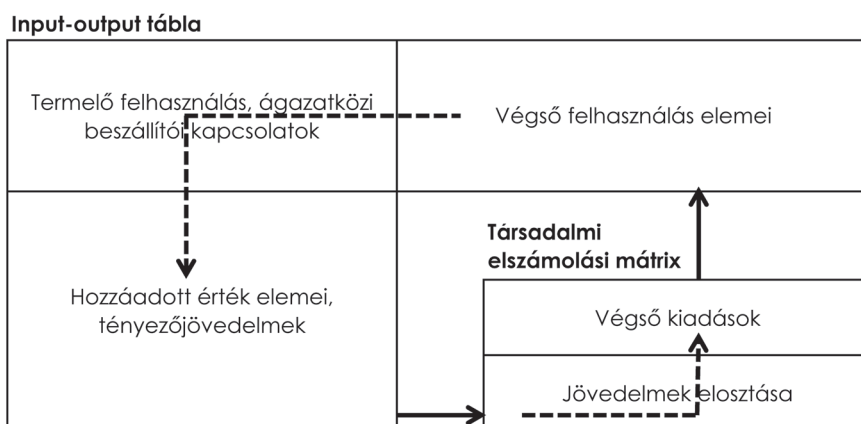 Input-output tábla
Termelő felhasználás, ágazatközi
beszállítói kapcsolatok
Végső felhasználás elemei
Társadalmi
elszámolási mátrix
Hozzáadott érték elemei,
tényezőjövedelmek
Végső kiadások
Jövedelmek elosztása